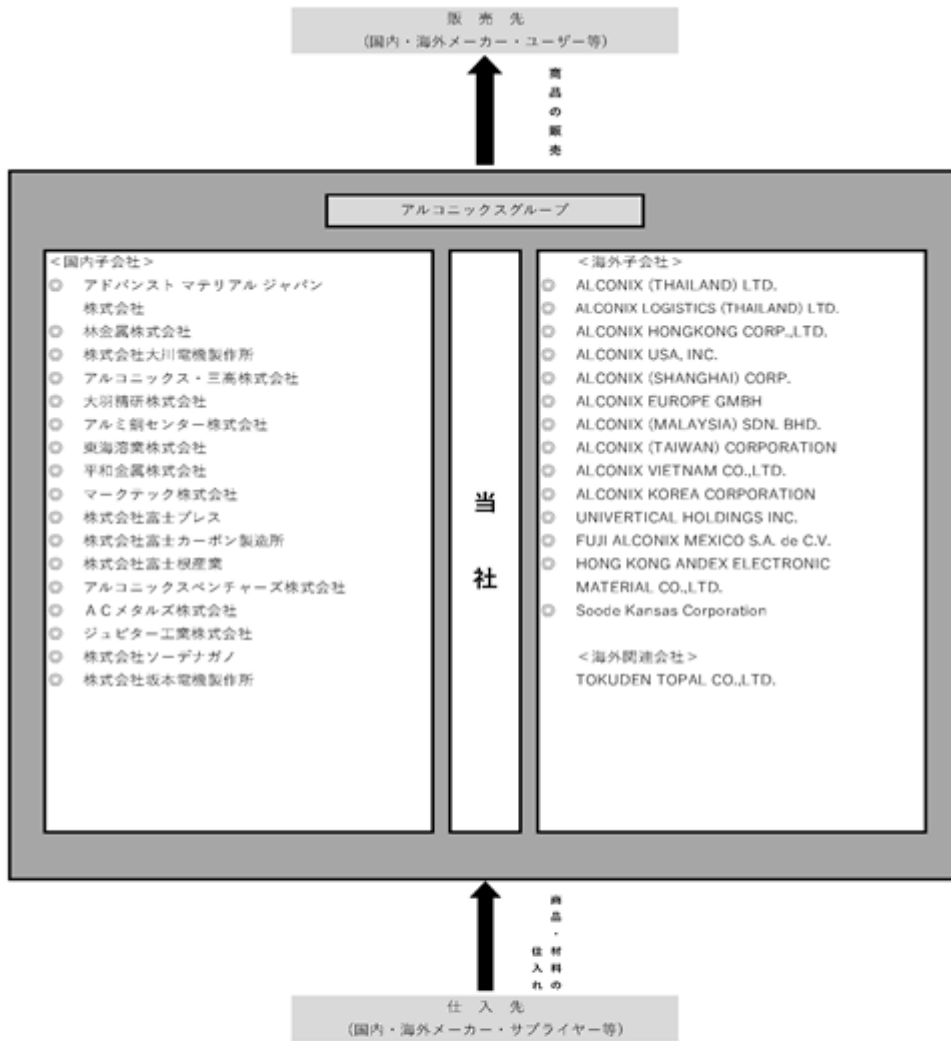 販売先
(国内・海外メーカー・ユーザー等)
商品の販売
アルコニックスグループ
＜国内子会社＞
◎ アドバンスト マテリアル ジャパン
株式会社
◎ 林金属株式会社
◎ 株式会社大川電機製作所
◎ アルコニックス・三高株式会社
◎ 大羽精研株式会社
◎ アルミ銅センター株式会社
◎ 東海溶業株式会社
◎ 平和金属株式会社
◎ マークテック株式会社
◎ 株式会社富士プレス
◎ 株式会社富士カーボン製造所
◎ 株式会社富士根産業
◎ アルコニックスベンチャーズ株式会社
◎ ＡＣメタルズ株式会社
◎ ジュピター工業株式会社
◎ 株式会社ソーデナガノ
◎ 株式会社坂本電機製作所
当社
＜海外子会社＞
◎ ALCONIX (THAILAND) LTD.
◎ ALCONIX LOGISTICS (THAILAND) LTD.
◎ ALCONIX HONGKONG CORP.,LTD.
◎ ALCONIX USA, INC.
◎ ALCONIX (SHANGHAI) CORP.
◎ ALCONIX EUROPE GMBH
◎ ALCONIX (MALAYSIA) SDN. BHD.
◎ ALCONIX (TAIWAN) CORPORATION
◎ ALCONIX VIETNAM CO.,LTD.
◎ ALCONIX KOREA CORPORATION
◎ UNIVERTICAL HOLDINGS INC.
◎ FUJI ALCONIX MEXICO S.A. de C.V.
◎ HONG KONG ANDEX ELECTRONIC
MATERIAL CO.,LTD.
◎ Soode Kansas Corporation
＜海外関連会社＞
TOKUDEN TOPAL CO.,LTD.
商品・材料の
仕入れ
仕入先
(国内・海外メーカー・サプライヤー等)